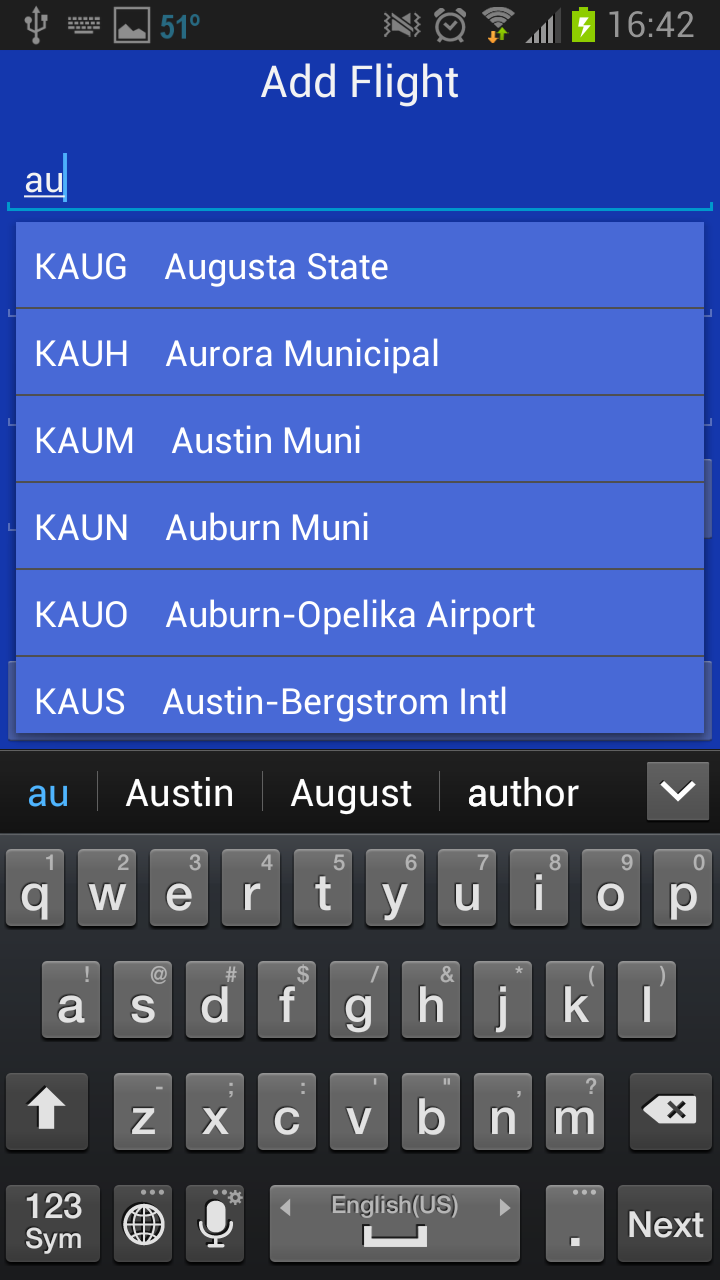 51° 16:42
Add Flight
au
KAUG Augusta State
KAUH Aurora Municipal
KAUM Austin Muni
KAUN Auburn Muni
KAUO Auburn-Opelika Airport
KAUS Austin-Bergstrom Intl
au Austin August author
1 2 3 4 5 6 7 8 9 0
q w e r t y u i o p
! @ # $ / & * ( )
a s d f g h j k l
- ; : ' " , ?
z x c v b n m
123 English(US)
Sym . Next